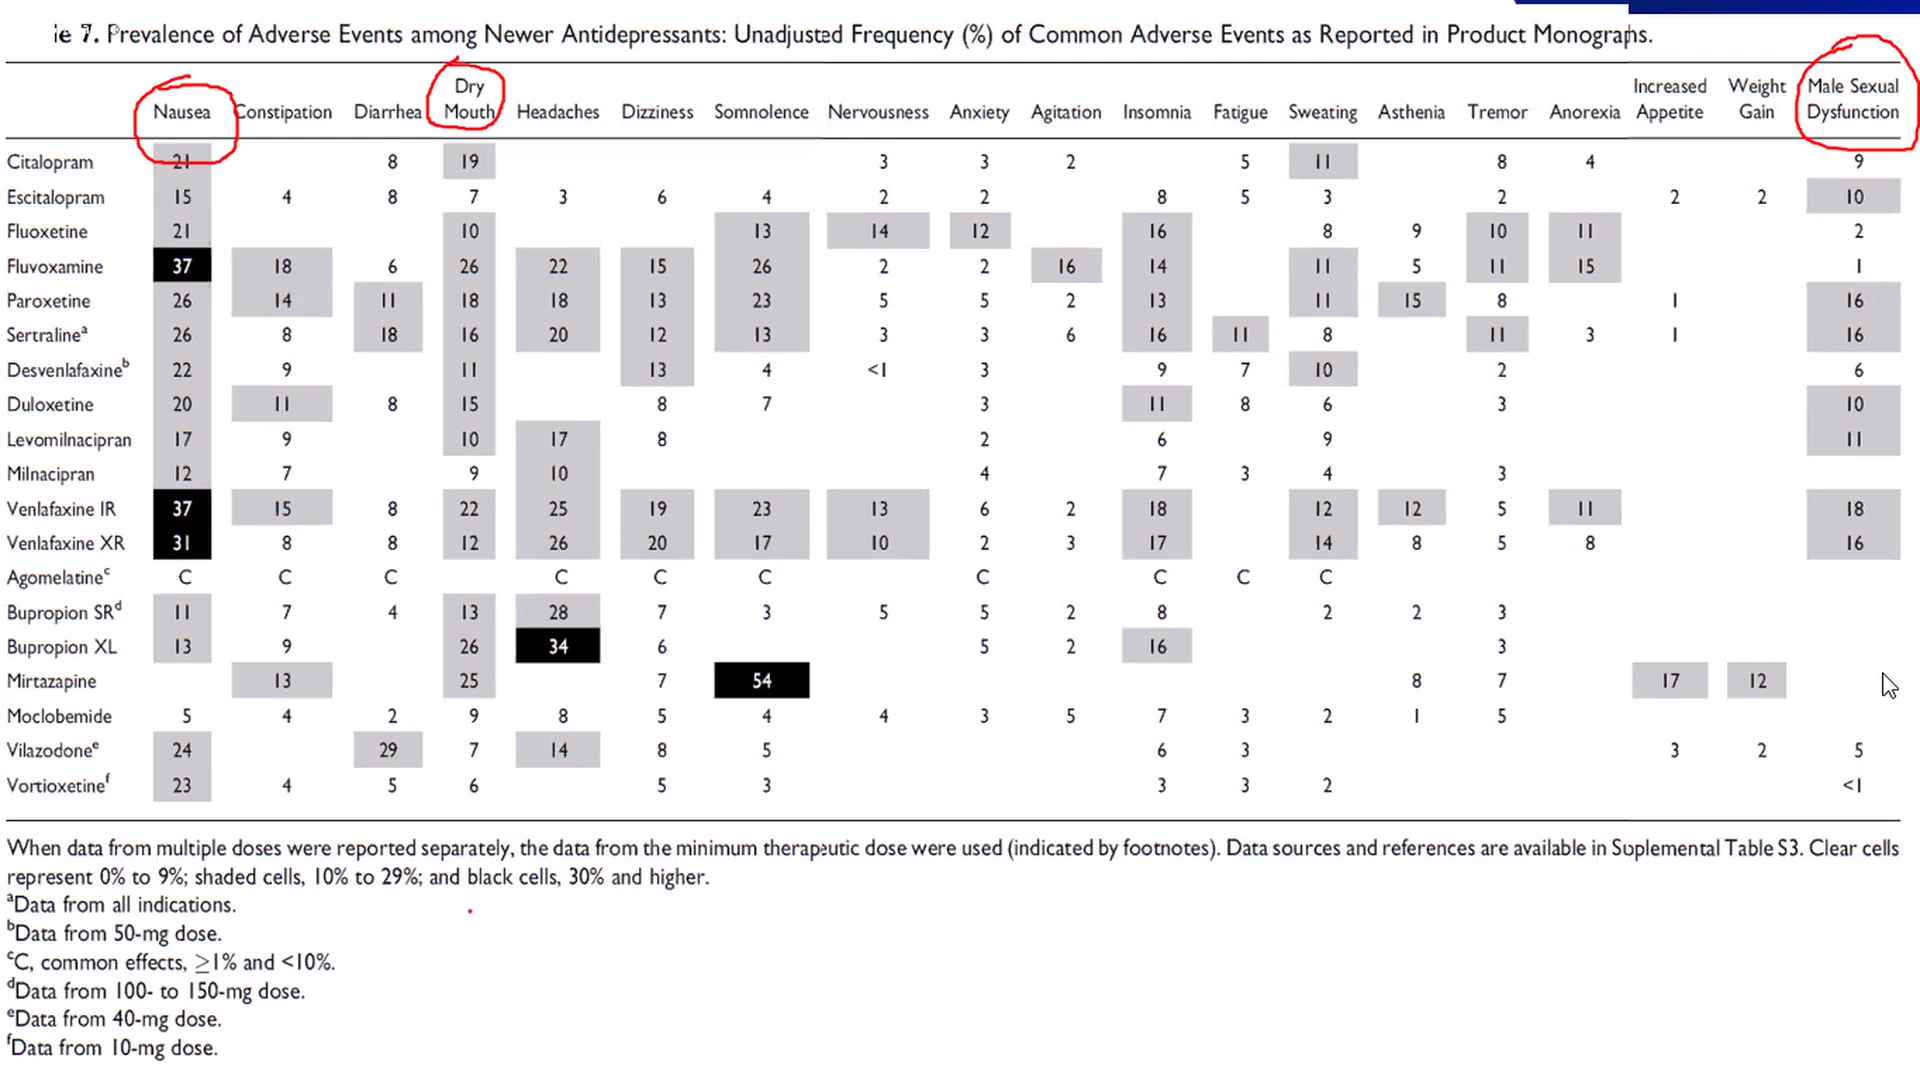 le 7. Prevalence of Adverse Events among Newer Antidepressants: Unadjusted Frequency (%) of Common Adverse Events as Reported in Product Monographs.
Nausea Constipation Diarrhea Dry Mouth Headaches Dizziness Somnolence Nervousness Anxiety Agitation Insomnia Fatigue Sweating Asthenia Tremor Anorexia Increased Appetite Weight Gain Male Sexual Dysfunction
Citalopram 21 8 19 3 3 2 5 11 8 4 9
Escitalopram 15 4 8 7 3 6 4 2 2 8 5 3 2 2 2 10
Fluoxetine 21 10 13 14 12 16 8 9 10 11 2
Fluvoxamine 37 18 6 26 22 15 26 2 2 16 14 11 5 11 15 1
Paroxetine 26 14 11 18 18 13 23 5 5 2 13 11 15 8 1 16
Sertralineª 26 8 18 16 20 12 13 3 3 6 16 11 8 11 3 1 16
Desvenlafaxineᵇ 22 9 11 13 4 <1 3 9 7 10 2 6
Duloxetine 20 11 8 15 8 7 3 11 8 6 3 10
Levomilnacipran 17 9 10 17 8 2 6 9 11
Milnacipran 12 7 9 10 4 7 3 4 3
Venlafaxine IR 37 15 8 22 25 19 23 13 6 2 18 12 12 5 11 18
Venlafaxine XR 31 8 8 12 26 20 17 10 2 3 17 14 8 5 8 16
Agomelatineᶜ C C C C C C C C C C
Bupropion SRᵈ 11 7 4 13 28 7 3 5 5 2 8 2 2 3
Bupropion XL 13 9 26 34 6 5 2 16 3
Mirtazapine 13 25 7 54 8 7 17 12
Moclobemide 5 4 2 9 8 5 4 4 3 5 7 3 2 1 5
Vilazodoneᵉ 24 29 7 14 8 5 6 3 3 2 5
Vortioxetineᶠ 23 4 5 6 5 3 3 3 2 <1
When data from multiple doses were reported separately, the data from the minimum therapeutic dose were used (indicated by footnotes). Data sources and references are available in Suplemental Table S3. Clear cells
represent 0% to 9%; shaded cells, 10% to 29%; and black cells, 30% and higher.
ªData from all indications.
ᵇData from 50-mg dose.
ᶜC, common effects, ≥1% and <10%.
ᵈData from 100- to 150-mg dose.
ᵉData from 40-mg dose.
ᶠData from 10-mg dose.